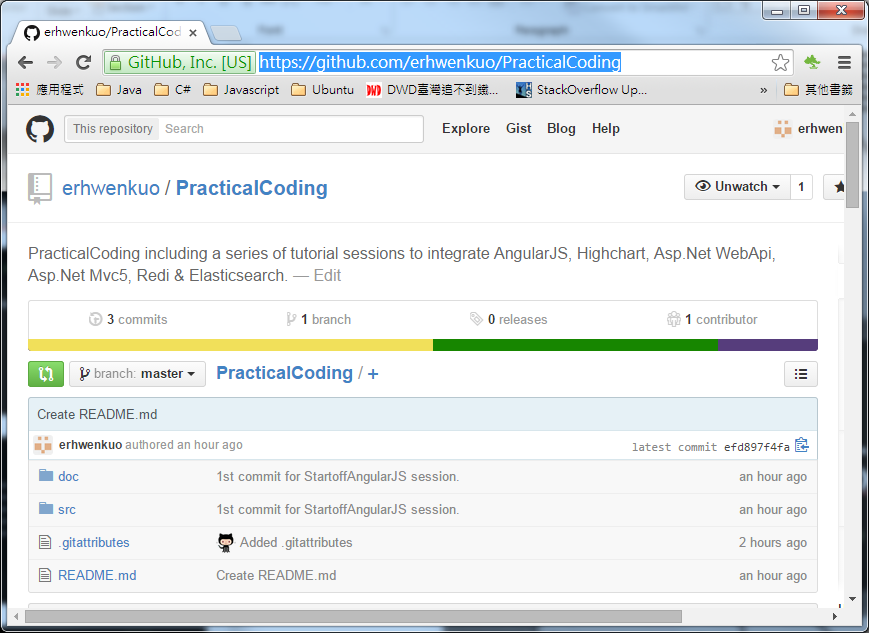 erhwenkuo/PracticalCod
GitHub, Inc. [US] https://github.com/erhwenkuo/PracticalCoding
應用程式 Java C# Javascript Ubuntu DWD臺灣追不到鐵... StackOverflow Up... » 其他書籤
This repository Search Explore Gist Blog Help erhwen
erhwenkuo / PracticalCoding Unwatch 1
PracticalCoding including a series of tutorial sessions to integrate AngularJS, Highchart, Asp.Net WebApi,
Asp.Net Mvc5, Redi & Elasticsearch. — Edit
3 commits 1 branch 0 releases 1 contributor
branch: master PracticalCoding / +
Create README.md
erhwenkuo authored an hour ago latest commit efd897f4fa
doc 1st commit for StartoffAngularJS session. an hour ago
src 1st commit for StartoffAngularJS session. an hour ago
.gitattributes Added .gitattributes 2 hours ago
README.md Create README.md an hour ago